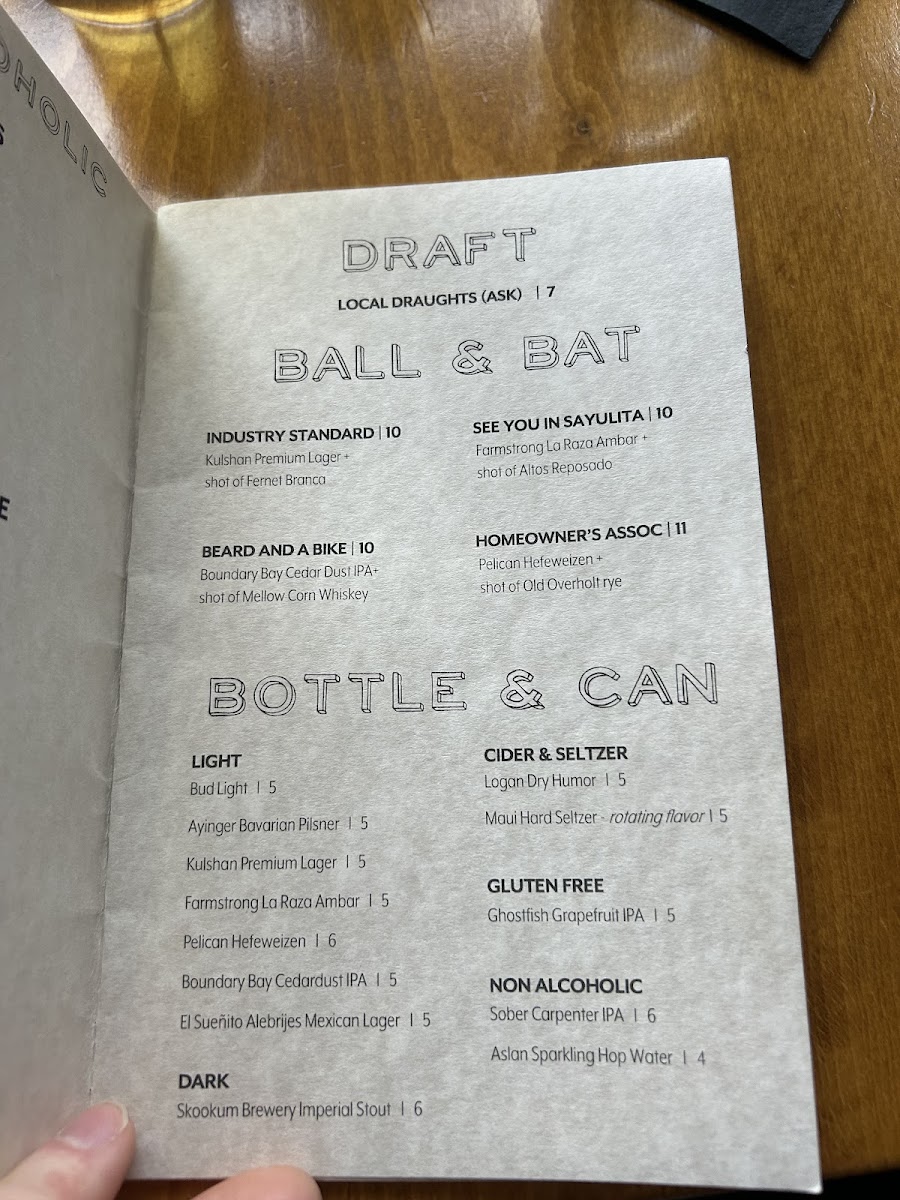 OHOLIC
S
E
DRAFT
LOCAL DRAUGHTS (ASK) | 7
BALL & BAT
INDUSTRY STANDARD | 10
Kulshan Premium Lager +
shot of Fernet Branca
SEE YOU IN SAYULITA | 10
Farmstrong La Raza Ambar +
shot of Altos Reposado
BEARD AND A BIKE | 10
Boundary Bay Cedar Dust IPA+
shot of Mellow Corn Whiskey
HOMEOWNER'S ASSOC | 11
Pelican Hefeweizen +
shot of Old Overholt rye
BOTTLE & CAN
LIGHT
Bud Light | 5
Ayinger Bavarian Pilsner | 5
Kulshan Premium Lager | 5
Farmstrong La Raza Ambar | 5
Pelican Hefeweizen | 6
Boundary Bay Cedardust IPA | 5
El Sueñito Alebrijes Mexican Lager | 5
DARK
Skookum Brewery Imperial Stout | 6
CIDER & SELTZER
Logan Dry Humor | 5
Maui Hard Seltzer - rotating flavor | 5
GLUTEN FREE
Ghostfish Grapefruit IPA | 5
NON ALCOHOLIC
Sober Carpenter IPA | 6
Aslan Sparkling Hop Water | 4